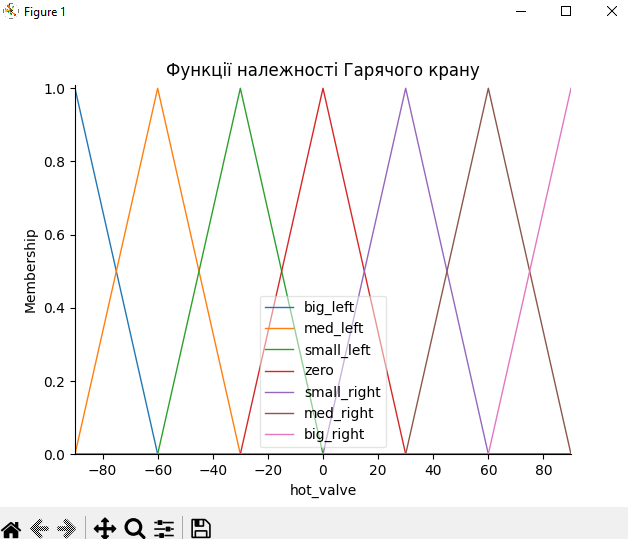 Figure 1
Функції належності Гарячого крану
1.0
0.8
0.6
0.4
0.2
0.0
Membership
big_left
med_left
small_left
zero
small_right
med_right
big_right
−80 −60 −40 −20 0 20 40 60 80
hot_valve